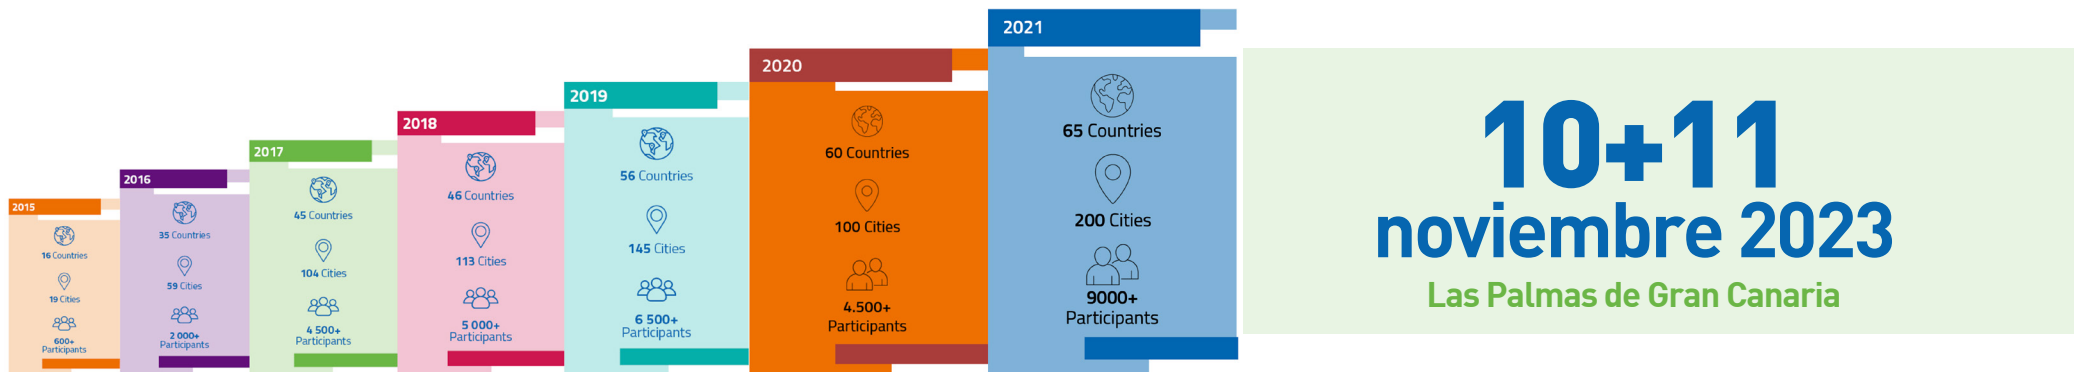 2015
16 Countries
19 Cities
600+
Participants
2016
35 Countries
59 Cities
2 000+
Participants
2017
45 Countries
104 Cities
4 500+
Participants
2018
46 Countries
113 Cities
5 000+
Participants
2019
56 Countries
145 Cities
6 500+
Participants
2020
60 Countries
100 Cities
4.500+
Participants
2021
65 Countries
200 Cities
9000+
Participants
10+11
noviembre 2023
Las Palmas de Gran Canaria